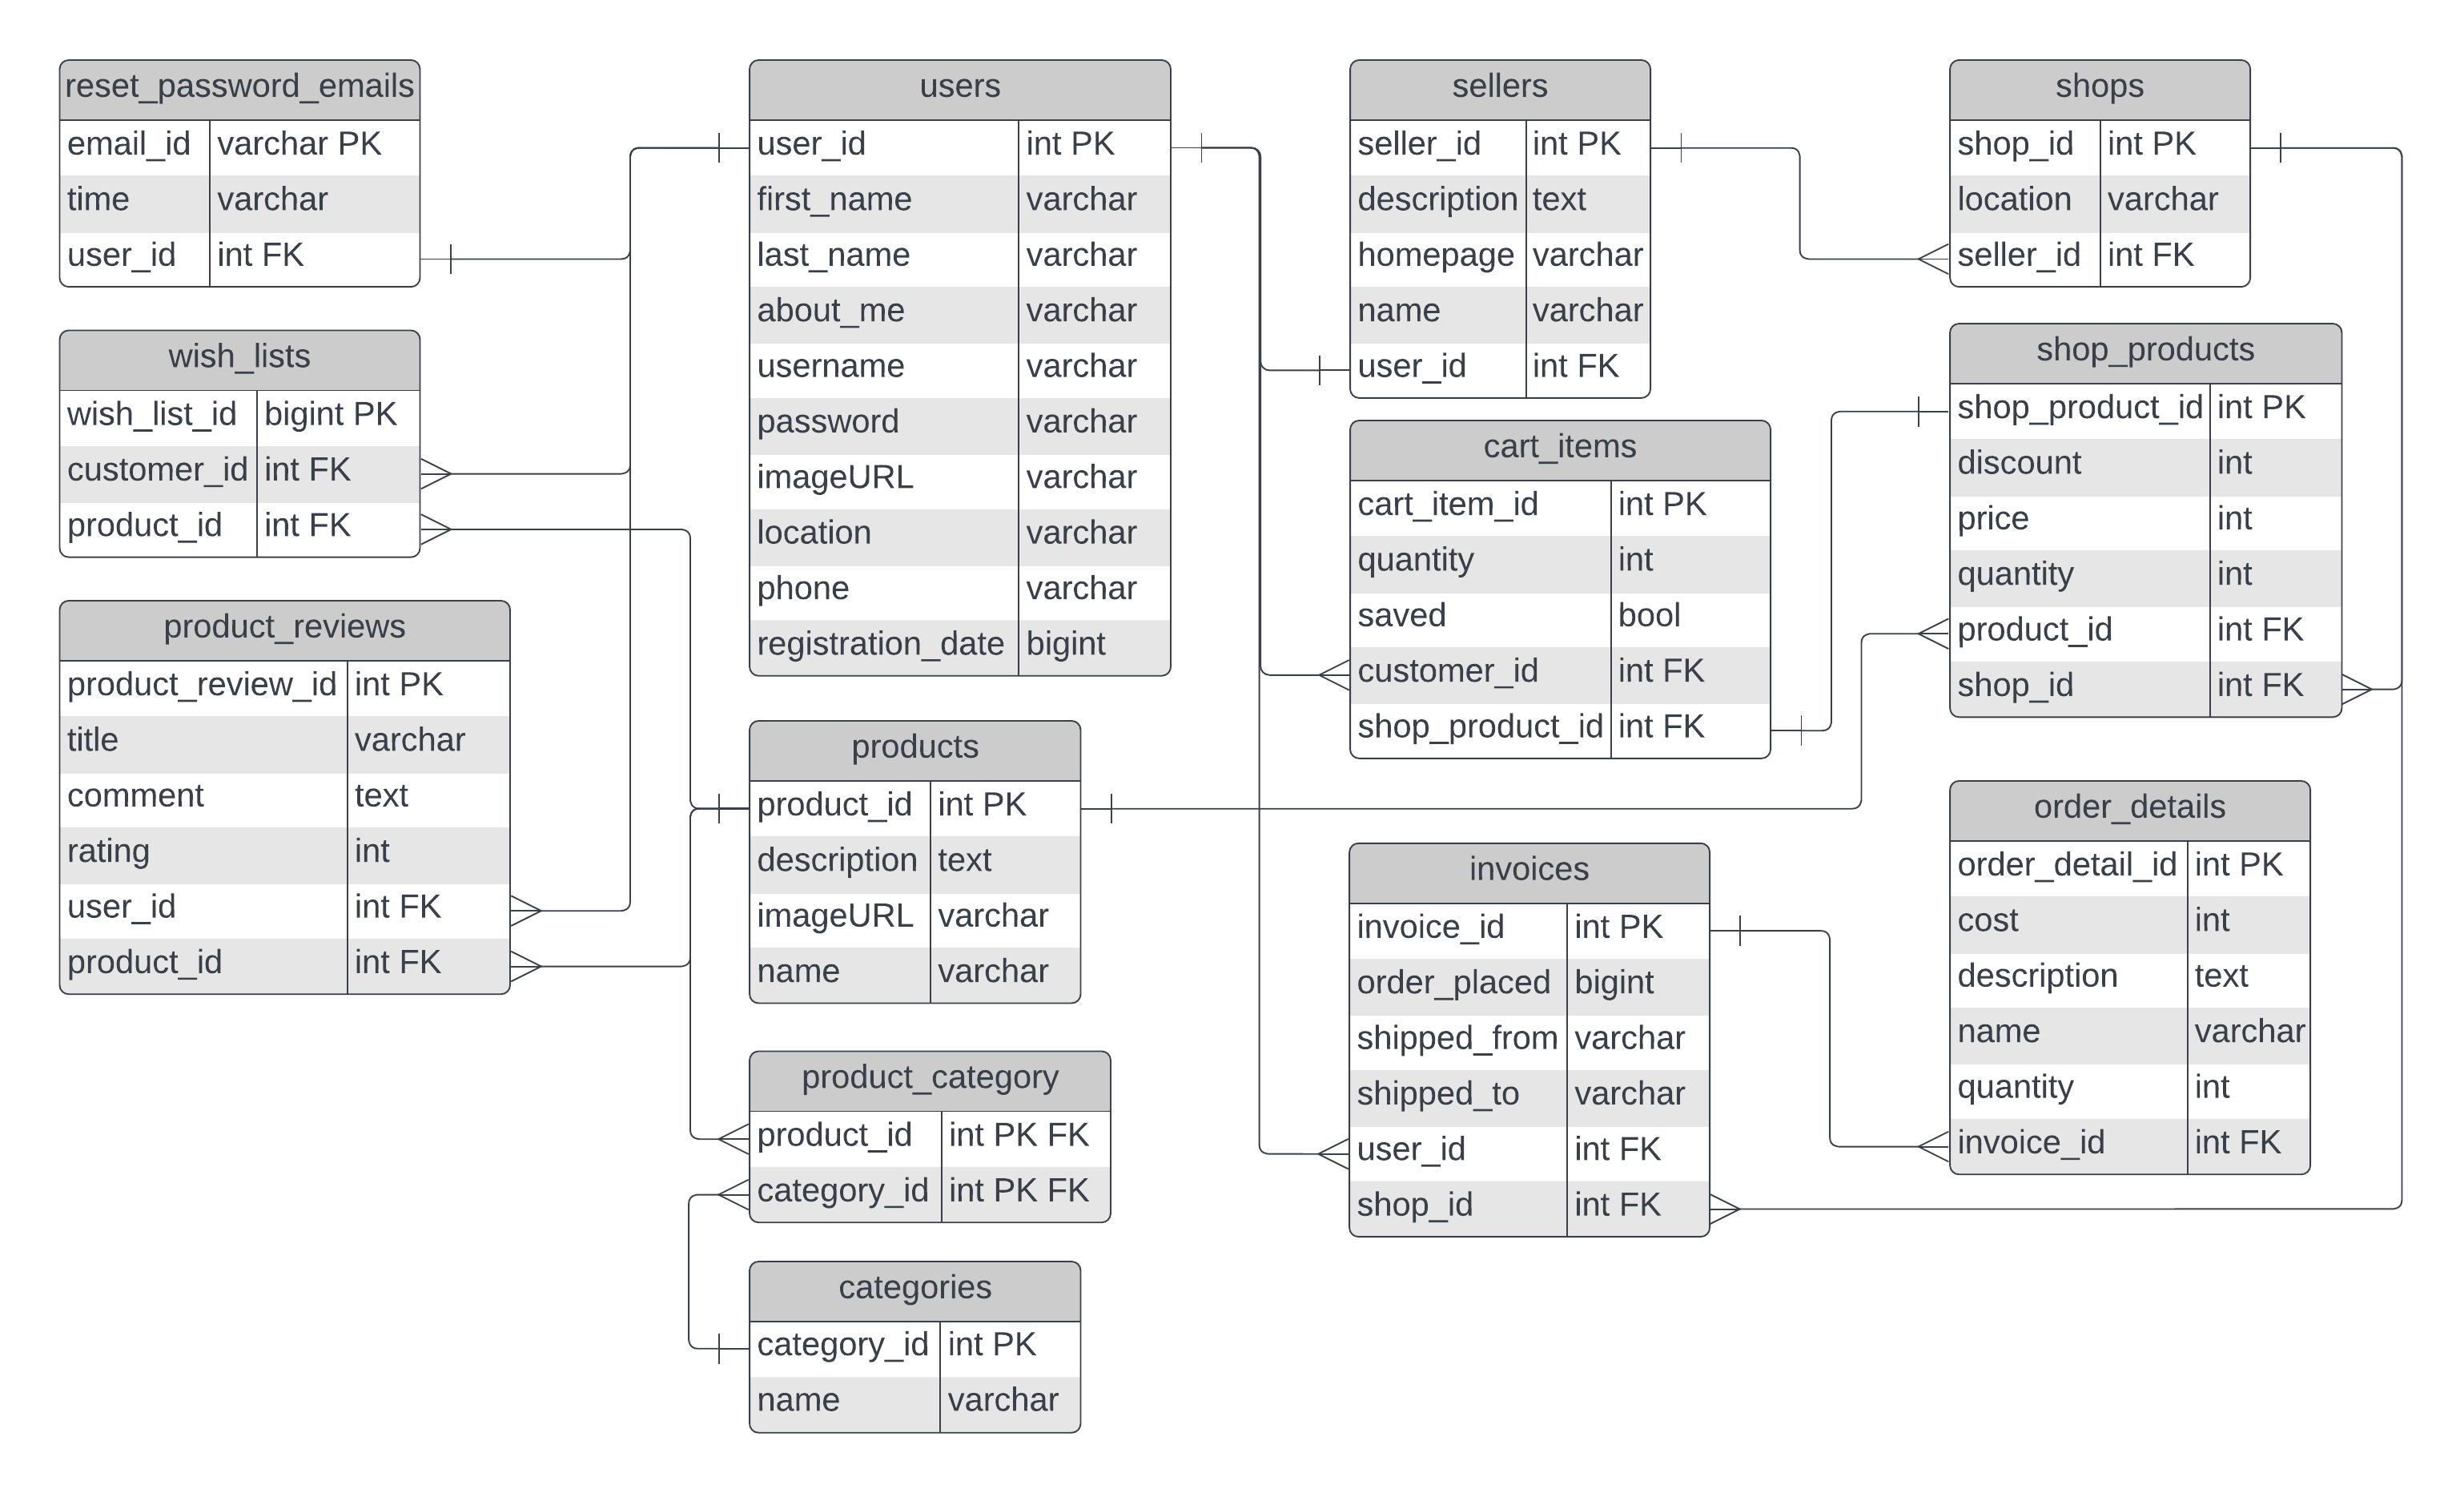 reset_password_emails
email_id varchar PK
time varchar
user_id int FK
wish_lists
wish_list_id bigint PK
customer_id int FK
product_id int FK
product_reviews
product_review_id int PK
title varchar
comment text
rating int
user_id int FK
product_id int FK
users
user_id int PK
first_name varchar
last_name varchar
about_me varchar
username varchar
password varchar
imageURL varchar
location varchar
phone varchar
registration_date bigint
products
product_id int PK
description text
imageURL varchar
name varchar
product_category
product_id int PK FK
category_id int PK FK
categories
category_id int PK
name varchar
sellers
seller_id int PK
description text
homepage varchar
name varchar
user_id int FK
cart_items
cart_item_id int PK
quantity int
saved bool
customer_id int FK
shop_product_id int FK
invoices
invoice_id int PK
order_placed bigint
shipped_from varchar
shipped_to varchar
user_id int FK
shop_id int FK
shops
shop_id int PK
location varchar
seller_id int FK
shop_products
shop_product_id int PK
discount int
price int
quantity int
product_id int FK
shop_id int FK
order_details
order_detail_id int PK
cost int
description text
name varchar
quantity int
invoice_id int FK